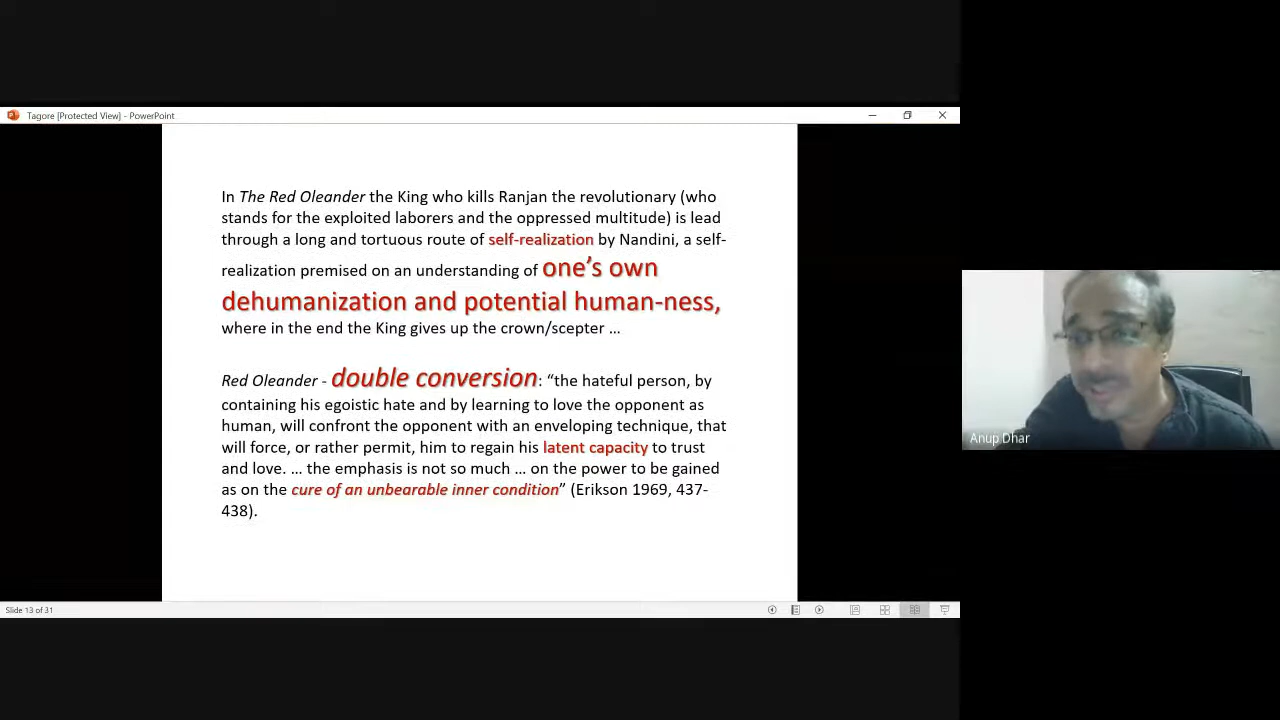 Tagore [Protected View] - PowerPoint
In The Red Oleander the King who kills Ranjan the revolutionary (who
stands for the exploited laborers and the oppressed multitude) is lead
through a long and tortuous route of self-realization by Nandini, a self-
realization premised on an understanding of one's own
dehumanization and potential human-ness,
where in the end the King gives up the crown/scepter ...
Red Oleander - double conversion: “the hateful person, by
containing his egoistic hate and by learning to love the opponent as
human, will confront the opponent with an enveloping technique, that
will force, or rather permit, him to regain his latent capacity to trust
and love. ... the emphasis is not so much ... on the power to be gained
as on the cure of an unbearable inner condition” (Erikson 1969, 437-
438).
Anup Dhar
Slide 13 of 31